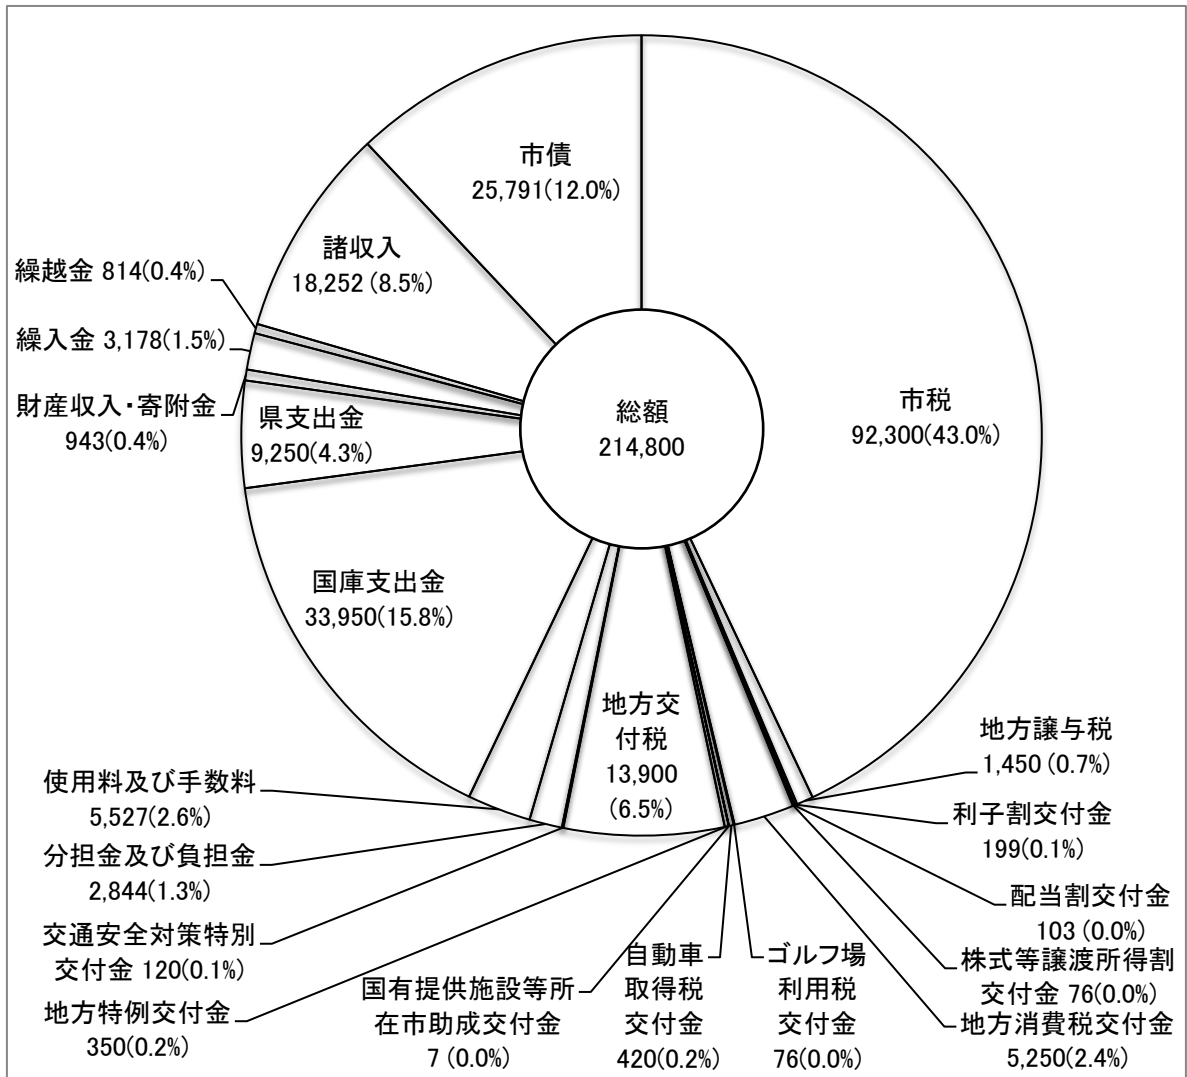 市債
25,791(12.0%)
諸収入
18,252 (8.5%)
繰越金 814(0.4%)
繰入金 3,178(1.5%)
財産収入・寄附金
943(0.4%)
県支出金
9,250(4.3%)
総額
214,800
市税
92,300(43.0%)
国庫支出金
33,950(15.8%)
地方交
付税
13,900
(6.5%)
地方譲与税
1,450 (0.7%)
利子割交付金
199(0.1%)
配当割交付金
103 (0.0%)
株式等譲渡所得割
交付金 76(0.0%)
地方消費税交付金
5,250(2.4%)
ゴルフ場
利用税
交付金
76(0.0%)
自動車
取得税
交付金
420(0.2%)
国有提供施設等所
在市助成交付金
7 (0.0%)
使用料及び手数料
5,527(2.6%)
分担金及び負担金
2,844(1.3%)
交通安全対策特別
交付金 120(0.1%)
地方特例交付金
350(0.2%)